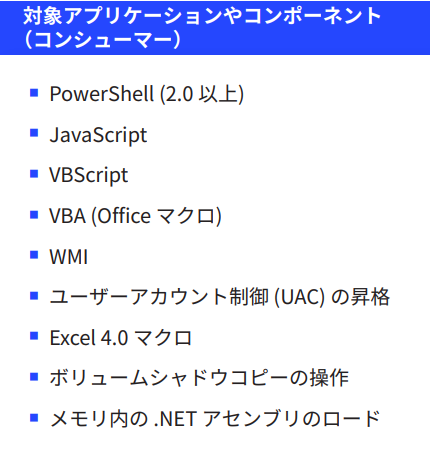 対象アプリケーションやコンポーネント
（コンシューマー）
PowerShell (2.0 以上)
JavaScript
VBScript
VBA (Office マクロ)
WMI
ユーザーアカウント制御 (UAC) の昇格
Excel 4.0 マクロ
ボリュームシャドウコピーの操作
メモリ内の .NET アセンブリのロード